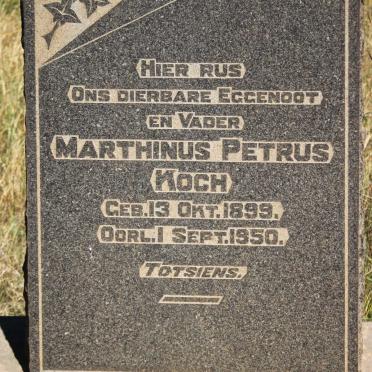 HIER RUS
ONS DIERBARE EGGENOOT
EN VADER
MARTHINUS PETRUS
KOCH
GEB. 13 OKT. 1899.
OORL. 1 SEPT. 1950.
TOTSIENS.